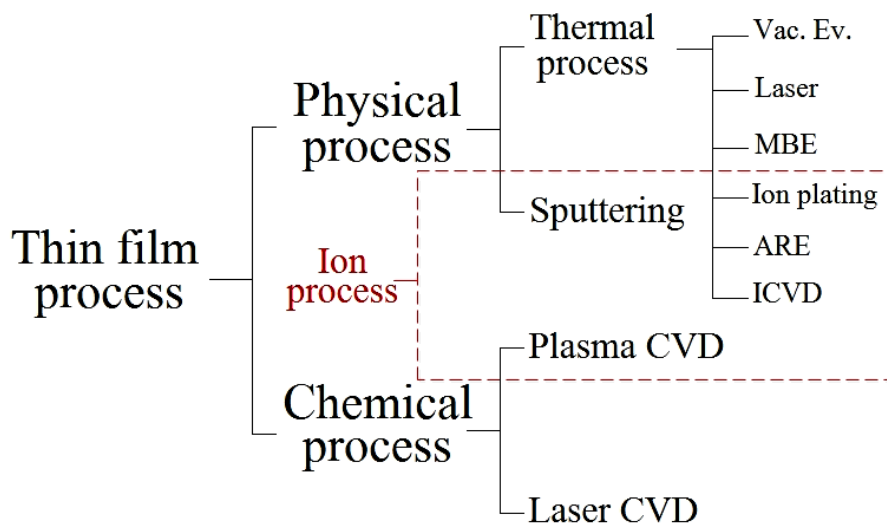 Thin film
process
Physical
process
Ion
process
Chemical
process
Thermal
process
Sputtering
Plasma CVD
Laser CVD
Vac. Ev.
Laser
MBE
Ion plating
ARE
ICVD